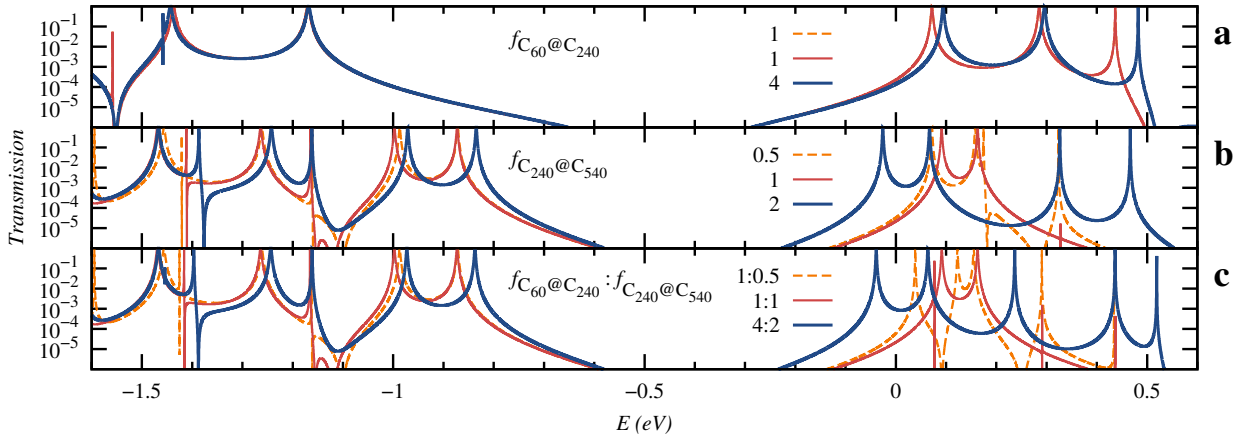 10⁻¹
10⁻²
10⁻³
10⁻⁴
10⁻⁵
f_{C₆₀@C₂₄₀}
1
1
4
a
10⁻¹
10⁻²
10⁻³
10⁻⁴
10⁻⁵
f_{C₂₄₀@C₅₄₀}
0.5
1
2
b
Transmission
10⁻¹
10⁻²
10⁻³
10⁻⁴
10⁻⁵
f_{C₆₀@C₂₄₀}:f_{C₂₄₀@C₅₄₀}
1:0.5
1:1
4:2
c
−1.5 −1 −0.5 0 0.5
E (eV)